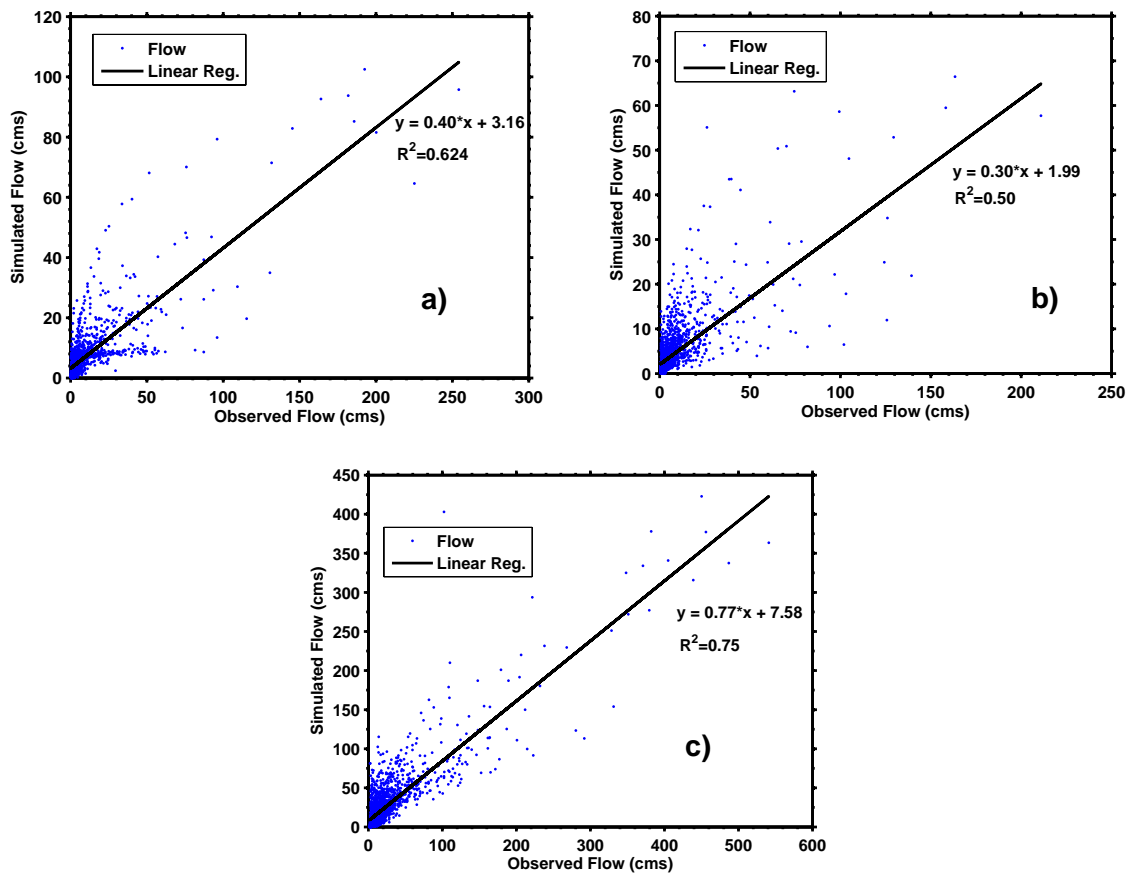 120
100
80
60
40
20
0
Simulated Flow (cms)
Flow
Linear Reg.
y = 0.40*x + 3.16
R²=0.624
a)
0 50 100 150 200 250 300
Observed Flow (cms)
80
70
60
50
40
30
20
10
0
Simulated Flow (cms)
Flow
Linear Reg.
y = 0.30*x + 1.99
R²=0.50
b)
0 50 100 150 200 250
Observed Flow (cms)
450
400
350
300
250
200
150
100
50
0
Simulated Flow (cms)
Flow
Linear Reg.
y = 0.77*x + 7.58
R²=0.75
c)
0 100 200 300 400 500 600
Observed Flow (cms)